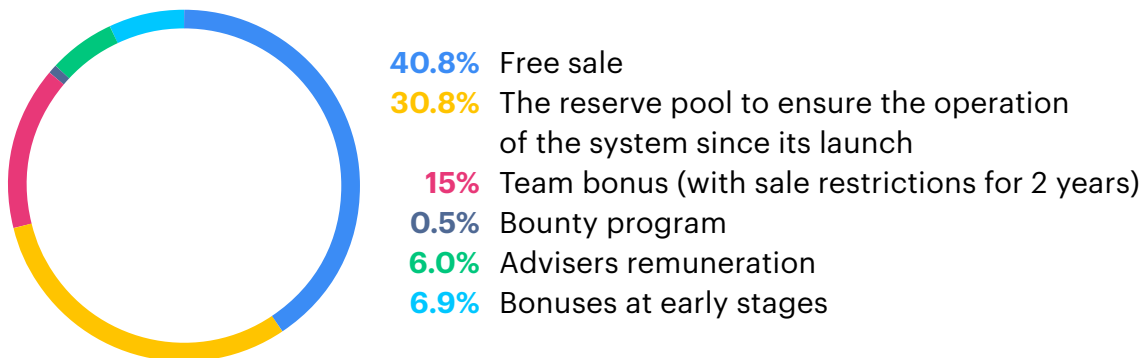 40.8% Free sale
30.8% The reserve pool to ensure the operation
of the system since its launch
15% Team bonus (with sale restrictions for 2 years)
0.5% Bounty program
6.0% Advisers remuneration
6.9% Bonuses at early stages